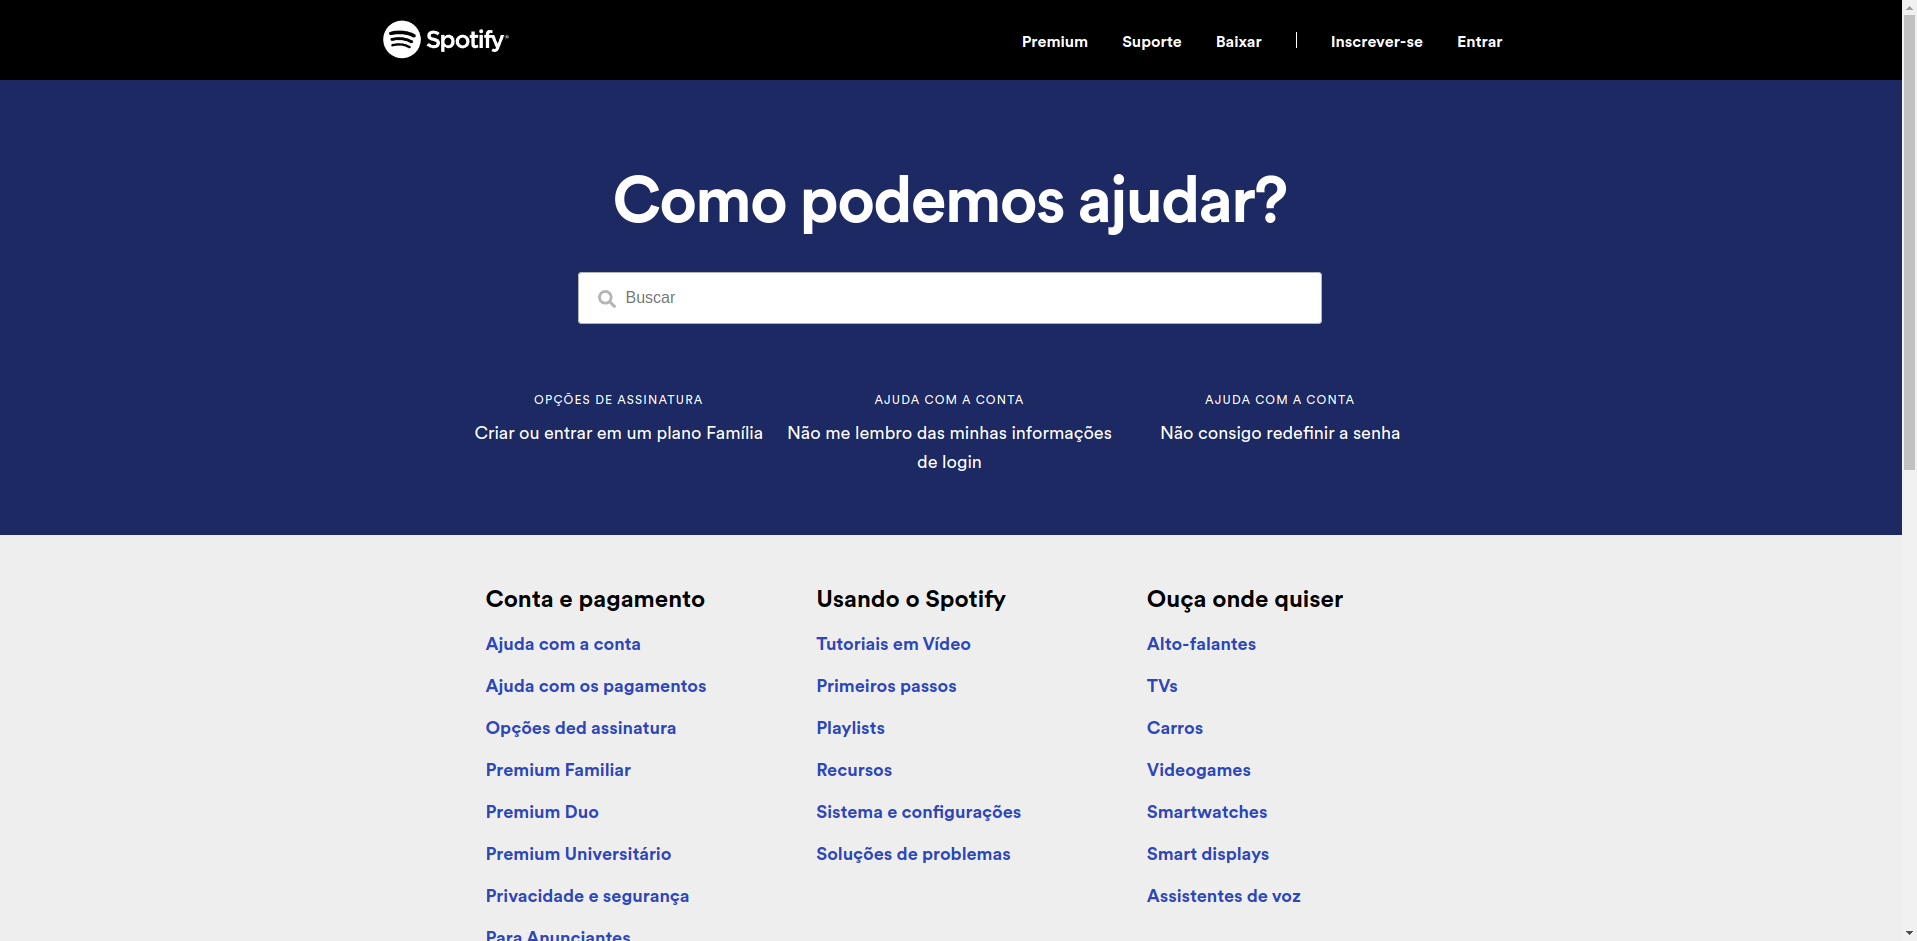 Spotify®
Premium
Suporte
Baixar
Inscrever-se
Entrar
Como podemos ajudar?
Buscar
OPÇÕES DE ASSINATURA
Criar ou entrar em um plano Família
AJUDA COM A CONTA
Não me lembro das minhas informações
de login
AJUDA COM A CONTA
Não consigo redefinir a senha
Conta e pagamento
Ajuda com a conta
Ajuda com os pagamentos
Opções ded assinatura
Premium Familiar
Premium Duo
Premium Universitário
Privacidade e segurança
Para Anunciantes
Usando o Spotify
Tutoriais em Vídeo
Primeiros passos
Playlists
Recursos
Sistema e configurações
Soluções de problemas
Ouça onde quiser
Alto-falantes
TVs
Carros
Videogames
Smartwatches
Smart displays
Assistentes de voz